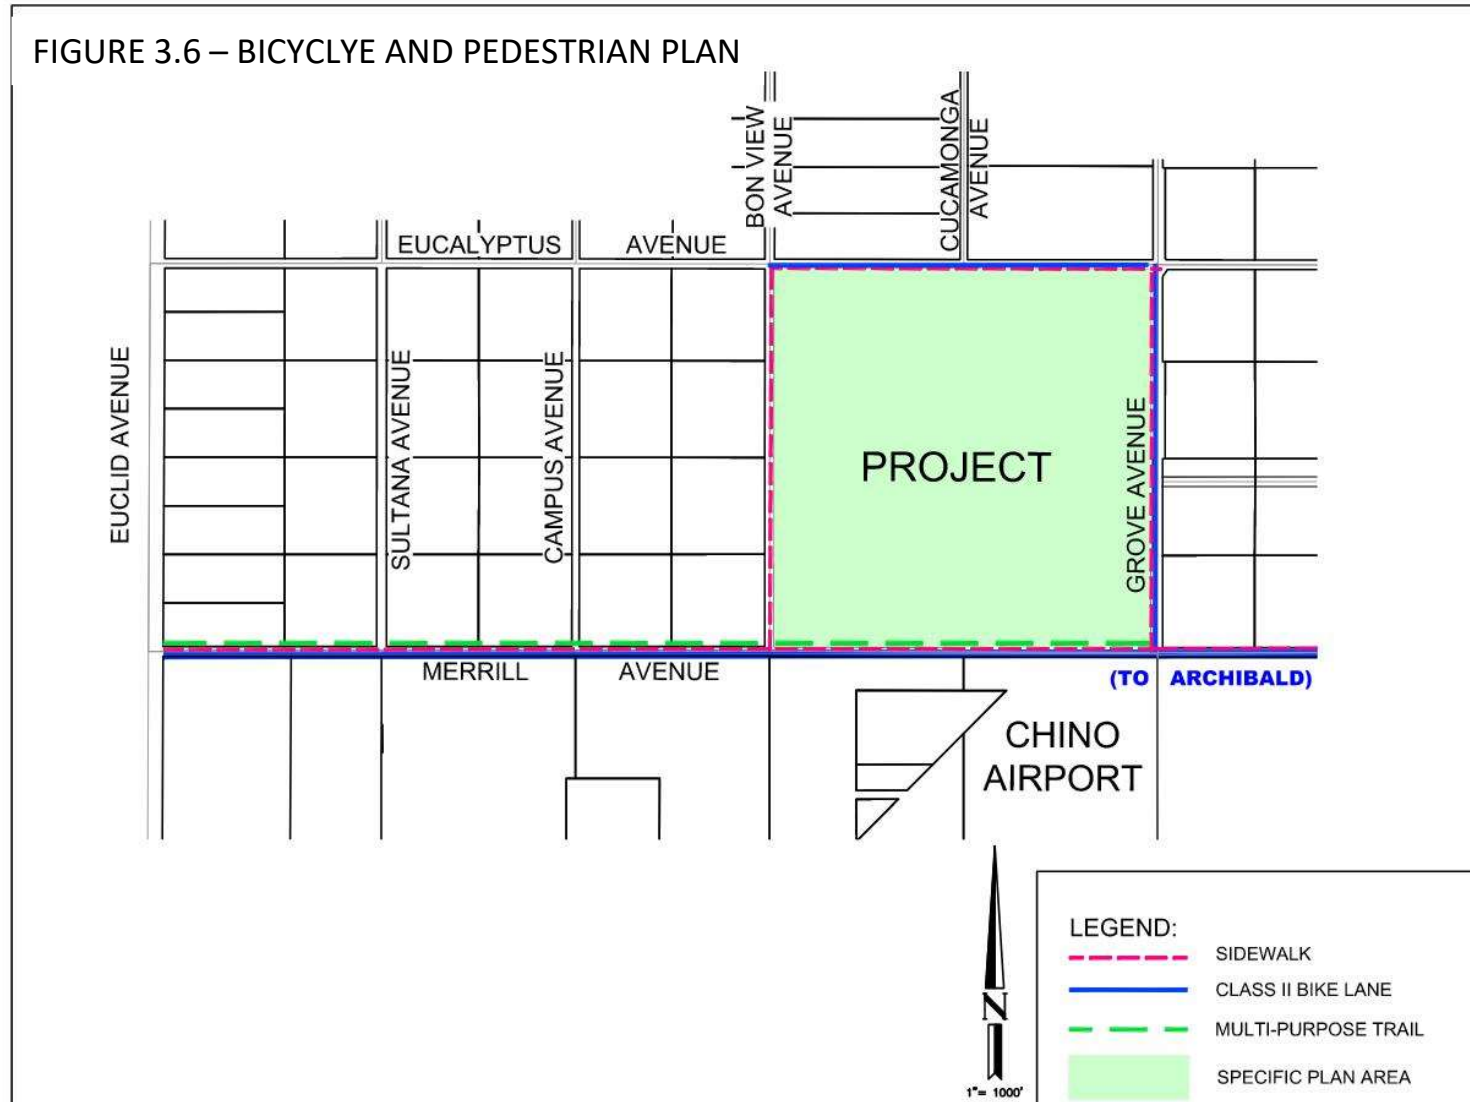 FIGURE 3.6 – BICYCLYE AND PEDESTRIAN PLAN
BON VIEW
AVENUE
CUCAMONGA
AVENUE
EUCALYPTUS AVENUE
EUCLID AVENUE
SULTANA AVENUE
CAMPUS AVENUE
PROJECT
GROVE AVENUE
MERRILL AVENUE
(TO ARCHIBALD)
CHINO
AIRPORT
N
1"= 1000'
LEGEND:
SIDEWALK
CLASS II BIKE LANE
MULTI-PURPOSE TRAIL
SPECIFIC PLAN AREA